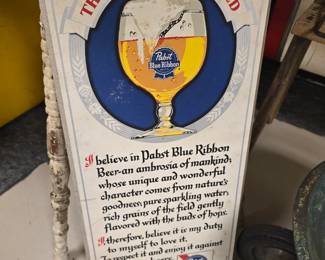 TH
D
Pabst
Blue Ribbon
I believe in Pabst Blue Ribbon
Beer-an ambrosia of mankind,
whose unique and wonderful
character comes from nature's
goodness: pure sparkling water,
rich grains of the field gently
flavored with the buds of hops.
I therefore, believe it is my duty
to myself to love it.
To respect it and enjoy it against